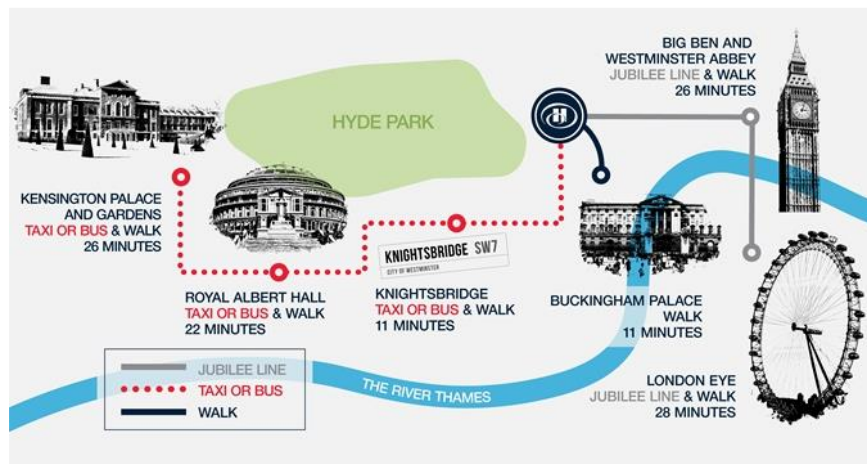 BIG BEN AND
WESTMINSTER ABBEY
JUBILEE LINE & WALK
26 MINUTES
HYDE PARK
H
KENSINGTON PALACE
AND GARDENS
TAXI OR BUS & WALK
26 MINUTES
KNIGHTSBRIDGE SW7
CITY OF WESTMINSTER
ROYAL ALBERT HALL
TAXI OR BUS & WALK
22 MINUTES
KNIGHTSBRIDGE
TAXI OR BUS & WALK
11 MINUTES
BUCKINGHAM PALACE
WALK
11 MINUTES
JUBILEE LINE
TAXI OR BUS
WALK
THE RIVER THAMES
LONDON EYE
JUBILEE LINE & WALK
28 MINUTES